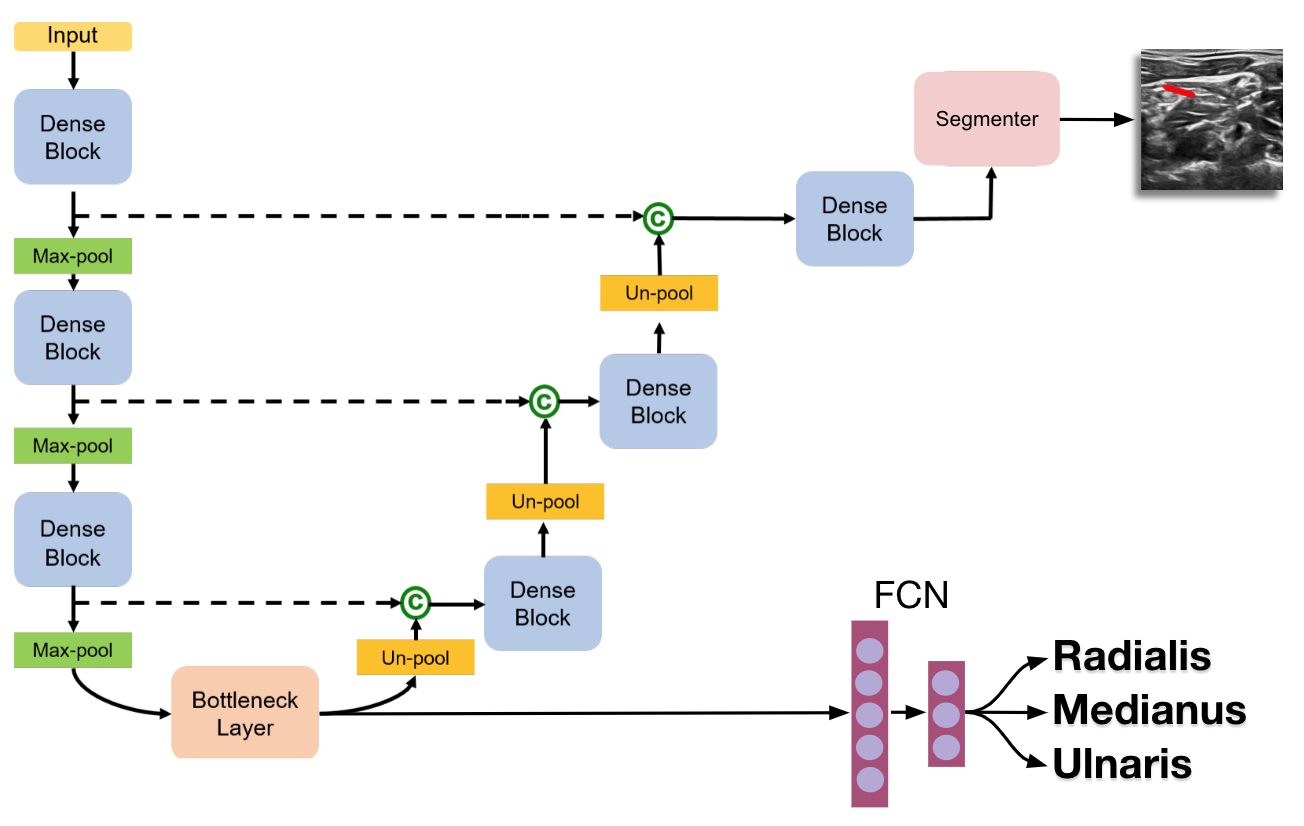 Input
Dense
Block
Segmenter
C
Dense
Block
Max-pool
Un-pool
Dense
Block
C
Dense
Block
Max-pool
Un-pool
Dense
Block
C
Dense
Block
FCN
Max-pool
Un-pool
Bottleneck
Layer
Radialis
Medianus
Ulnaris